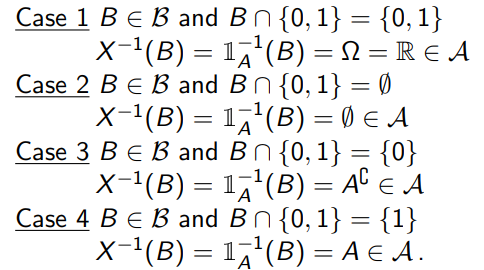 Case 1 B ∈ ℬ and B ∩ {0, 1} = {0, 1}
X⁻¹(B) = 𝟙_A⁻¹(B) = Ω = ℝ ∈ 𝒜
Case 2 B ∈ ℬ and B ∩ {0, 1} = ∅
X⁻¹(B) = 𝟙_A⁻¹(B) = ∅ ∈ 𝒜
Case 3 B ∈ ℬ and B ∩ {0, 1} = {0}
X⁻¹(B) = 𝟙_A⁻¹(B) = A^∁ ∈ 𝒜
Case 4 B ∈ ℬ and B ∩ {0, 1} = {1}
X⁻¹(B) = 𝟙_A⁻¹(B) = A ∈ 𝒜.